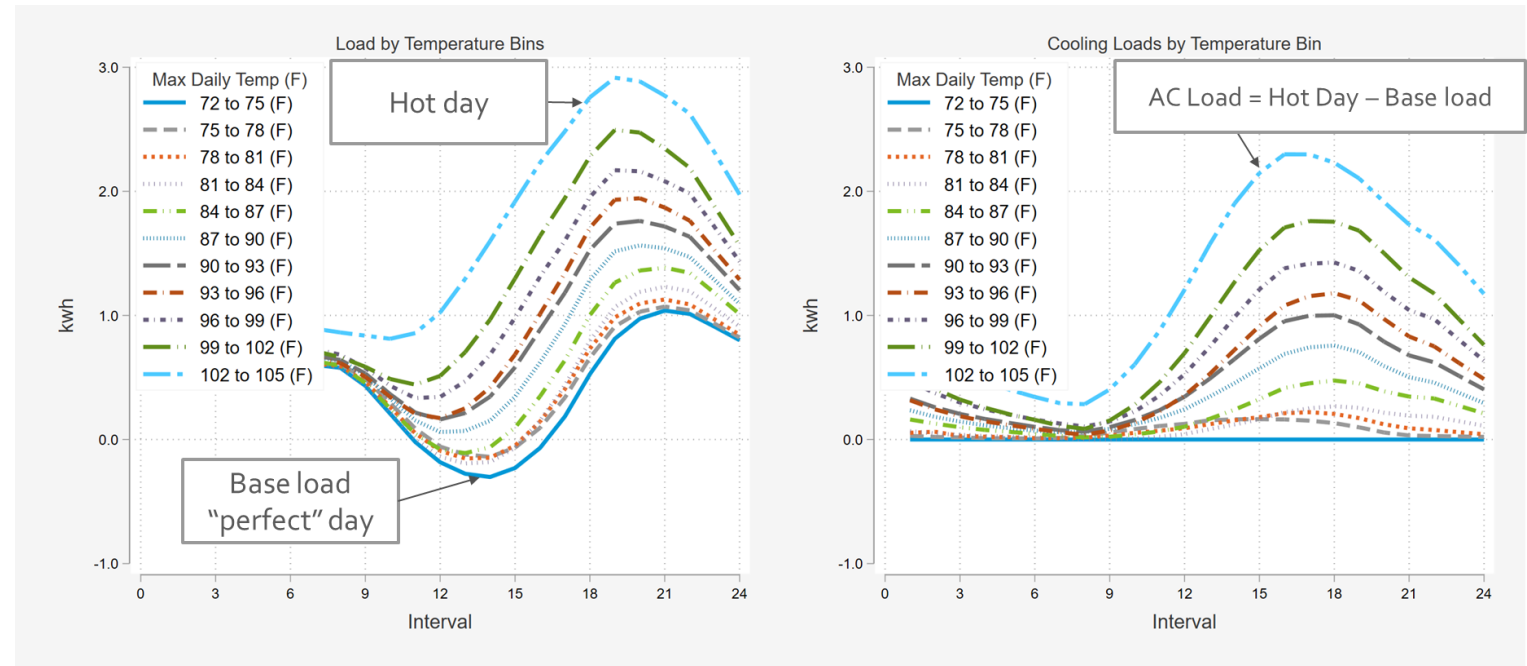 Load by Temperature Bins
3.0
2.0
1.0
0.0
-1.0
kwh
Max Daily Temp (F)
72 to 75 (F)
75 to 78 (F)
78 to 81 (F)
81 to 84 (F)
84 to 87 (F)
87 to 90 (F)
90 to 93 (F)
93 to 96 (F)
96 to 99 (F)
99 to 102 (F)
102 to 105 (F)
Hot day
Base load
“perfect” day
0 3 6 9 12 15 18 21 24
Interval
Cooling Loads by Temperature Bin
3.0
2.0
1.0
0.0
-1.0
kwh
Max Daily Temp (F)
72 to 75 (F)
75 to 78 (F)
78 to 81 (F)
81 to 84 (F)
84 to 87 (F)
87 to 90 (F)
90 to 93 (F)
93 to 96 (F)
96 to 99 (F)
99 to 102 (F)
102 to 105 (F)
AC Load = Hot Day – Base load
0 3 6 9 12 15 18 21 24
Interval